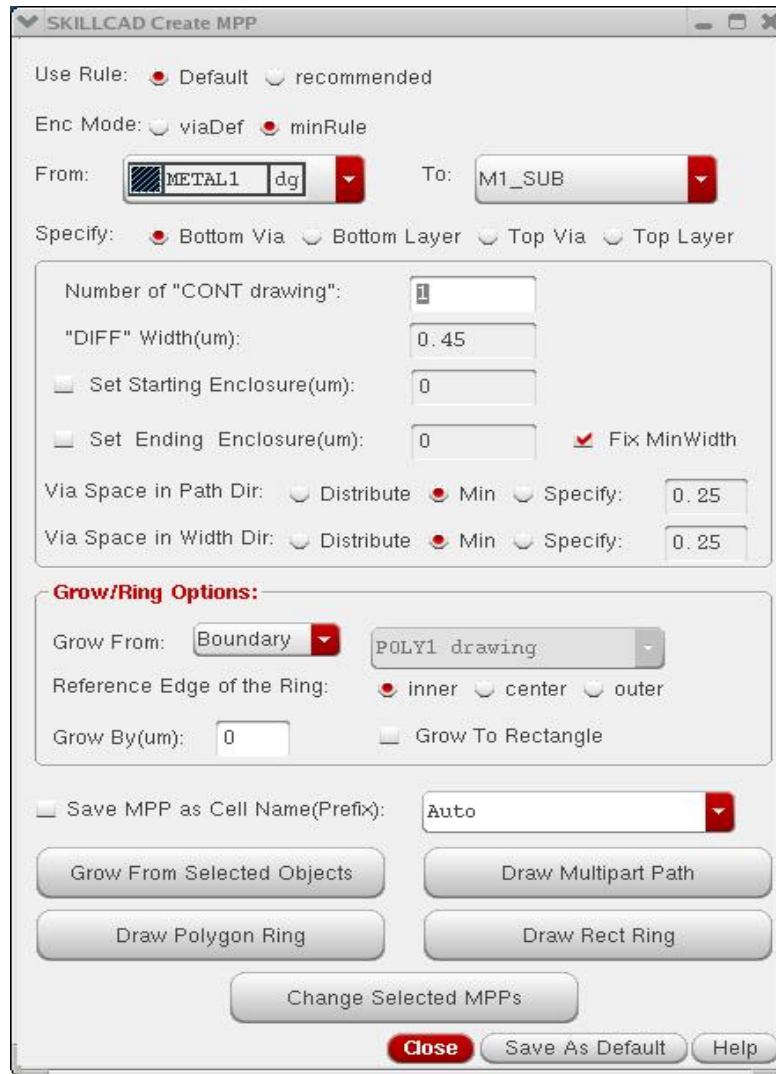 SKILLCAD Create MPP
Use Rule: Default recommended
Enc Mode: viaDef minRule
From: METAL1 dg To: M1_SUB
Specify: Bottom Via Bottom Layer Top Via Top Layer
Number of "CONT drawing": 1
"DIFF" Width(um): 0.45
Set Starting Enclosure(um): 0
Set Ending Enclosure(um): 0 Fix MinWidth
Via Space in Path Dir: Distribute Min Specify: 0.25
Via Space in Width Dir: Distribute Min Specify: 0.25
Grow/Ring Options:
Grow From: Boundary POLY1 drawing
Reference Edge of the Ring: inner center outer
Grow By(um): 0 Grow To Rectangle
Save MPP as Cell Name(Prefix): Auto
Grow From Selected Objects Draw Multipart Path
Draw Polygon Ring Draw Rect Ring
Change Selected MPPs
Close Save As Default Help